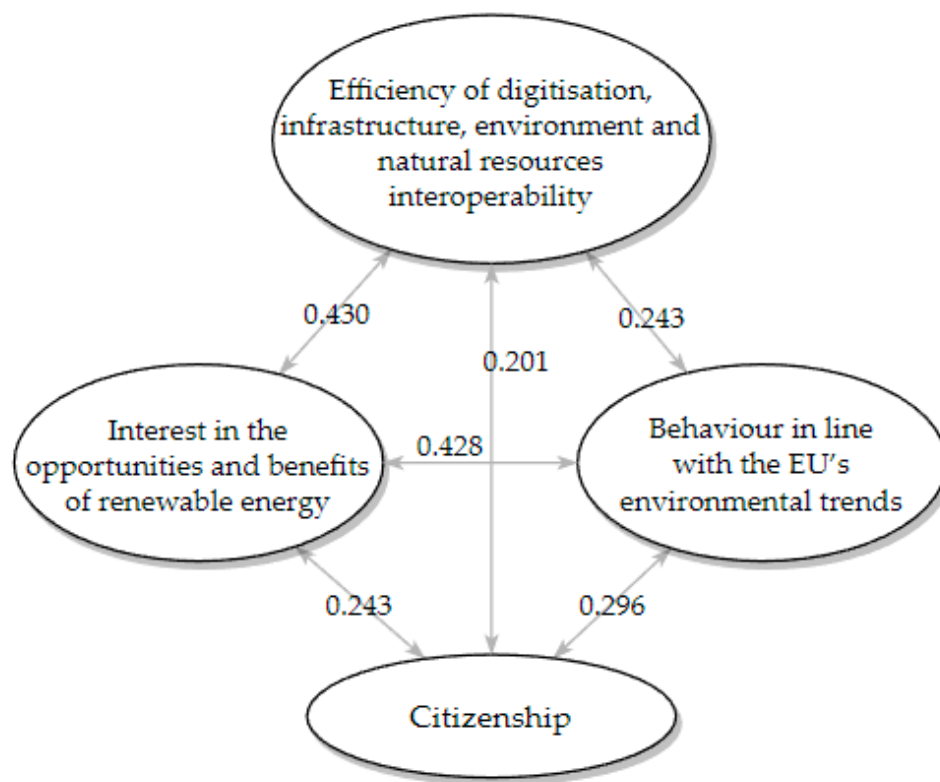 Efficiency of digitisation,
infrastructure, environment and
natural resources
interoperability
0.430
0.243
0.201
Interest in the
opportunities and benefits
of renewable energy
0.428
Behaviour in line
with the EU's
environmental trends
0.243
0.296
Citizenship